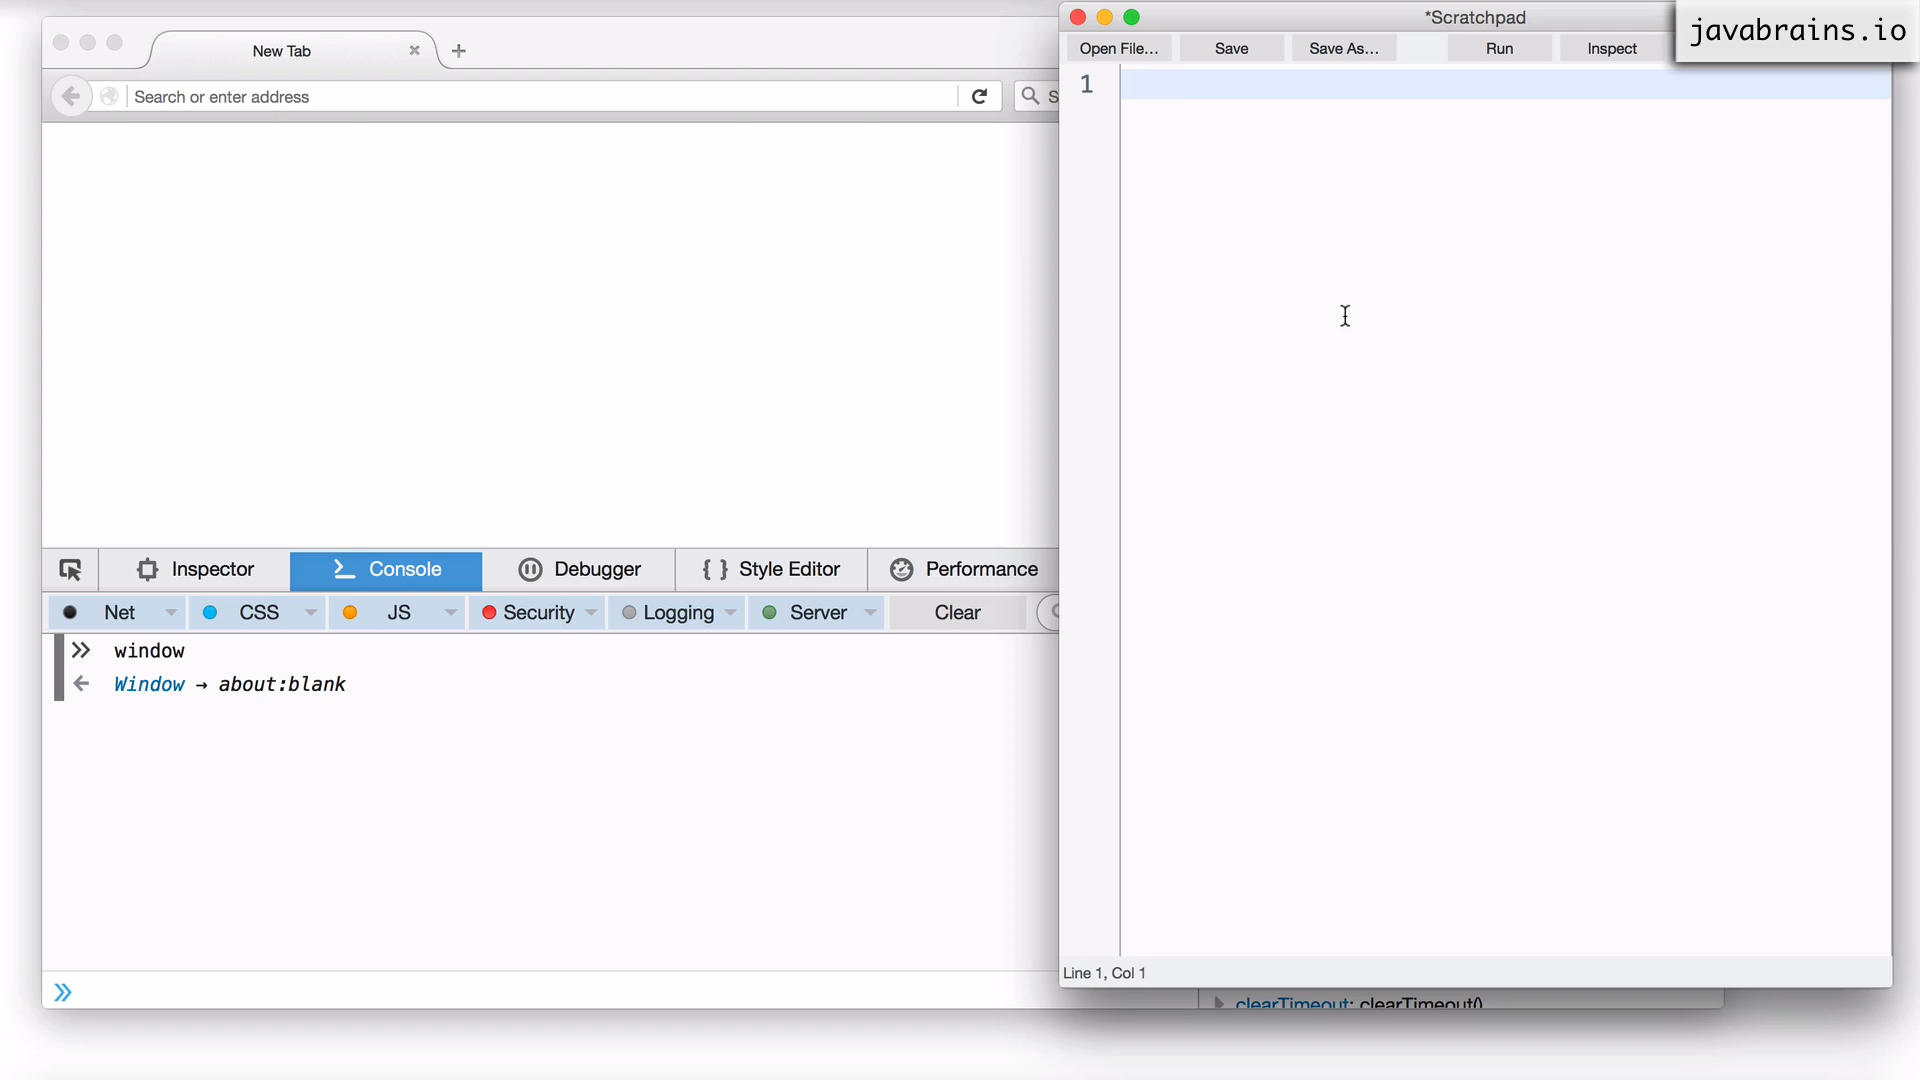 New Tab
Search or enter address
S
*Scratchpad
javabrains.io
Open File...
Save
Save As...
Run
Inspect
1
Inspector
Console
Debugger
{ } Style Editor
Performance
Net
CSS
JS
Security
Logging
Server
Clear
» window
← Window → about:blank
»
Line 1, Col 1
clearTimeout: clearTimeout()